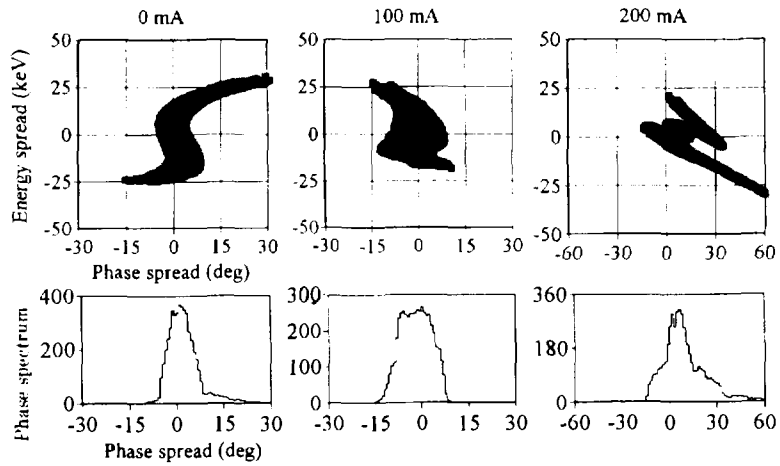 0 mA 100 mA 200 mA
Energy spread (keV)
50 50 50
25 25 25
0 0 0
-25 -25 -25
-50 -50 -50
-30 -15 0 15 30 -30 -15 0 15 30 -60 -30 0 30 60
Phase spread (deg)
Phase spectrum
400 300 360
200 200 180
100
0 0 0
-30 -15 0 15 30 -30 -15 0 15 30 -60 -30 0 30 60
Phase spread (deg)